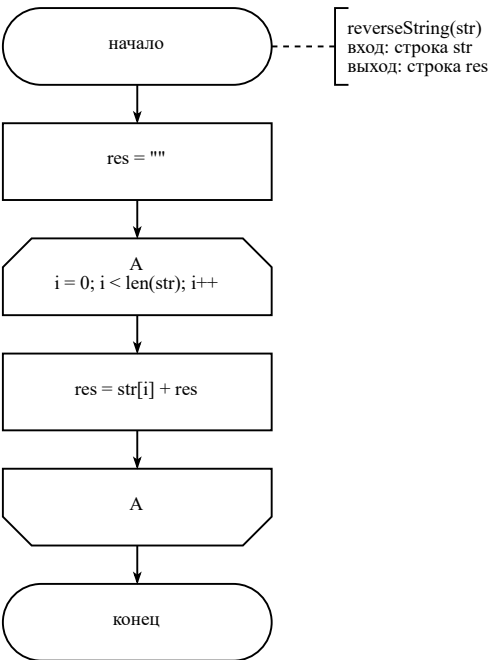 начало
reverseString(str)
вход: строка str
выход: строка res
res = ""
A
i = 0; i < len(str); i++
res = str[i] + res
A
конец